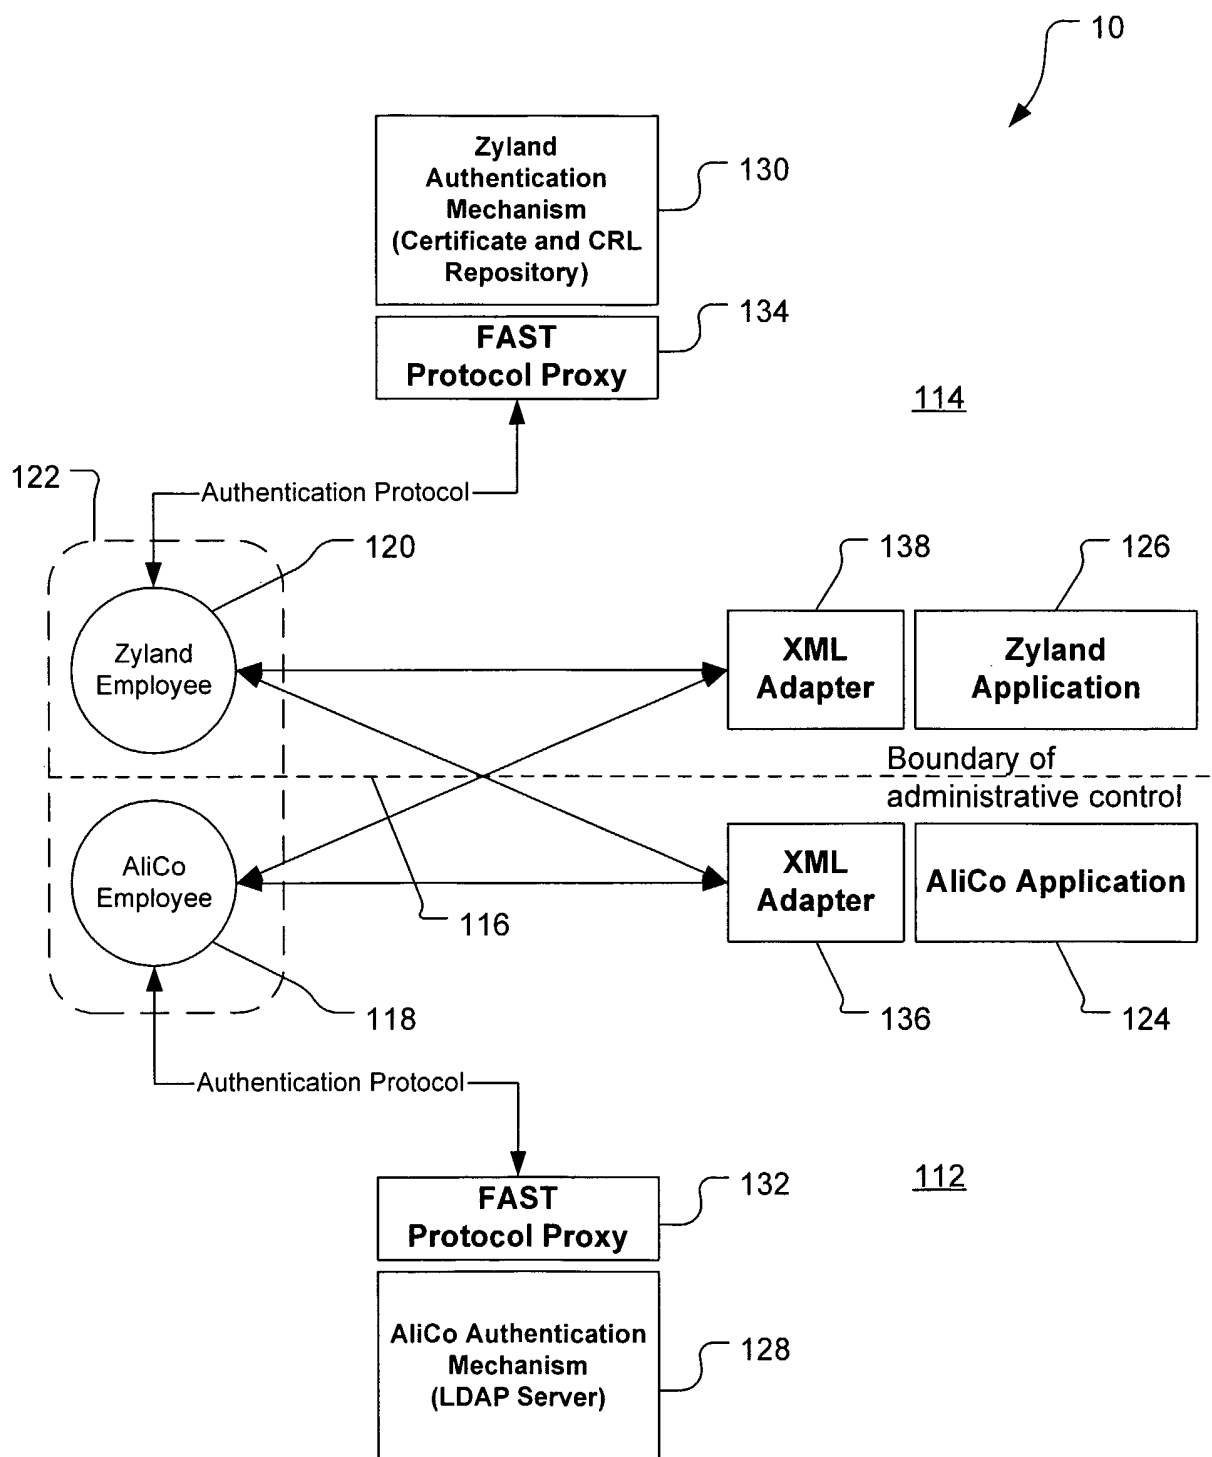 10
Zyland
Authentication
Mechanism
(Certificate and CRL
Repository)
130
FAST
Protocol Proxy
134
114
122
Authentication Protocol
120
138
126
Zyland
Employee
XML
Adapter
Zyland
Application
Boundary of
administrative control
AliCo
Employee
XML
Adapter
AliCo Application
116
118
136
124
Authentication Protocol
FAST
Protocol Proxy
132
112
AliCo Authentication
Mechanism
(LDAP Server)
128